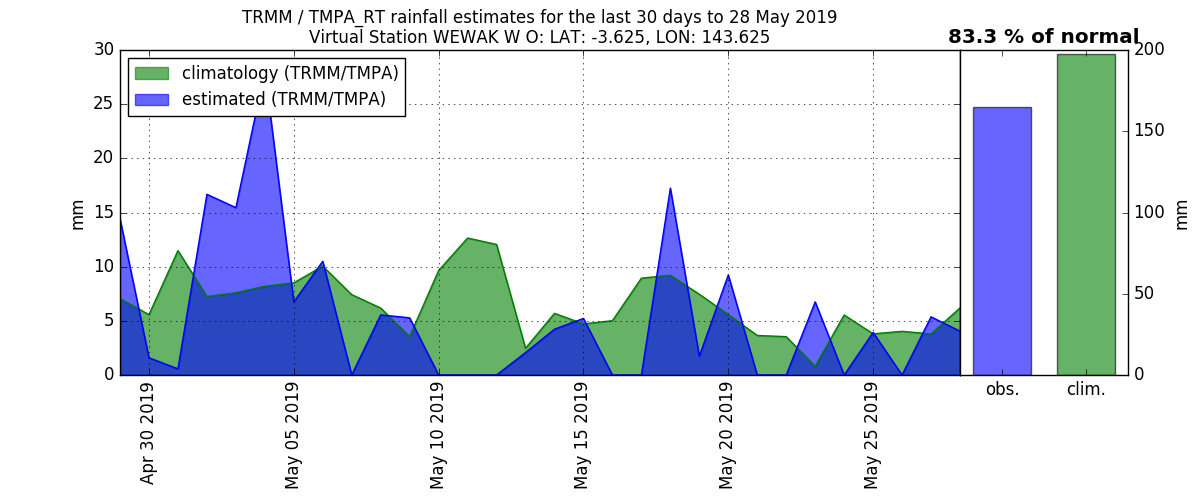 TRMM / TMPA_RT rainfall estimates for the last 30 days to 28 May 2019
Virtual Station WEWAK W O: LAT: -3.625, LON: 143.625
83.3 % of normal
climatology (TRMM/TMPA)
estimated (TRMM/TMPA)
30
25
20
15
10
5
0
mm
Apr 30 2019
May 05 2019
May 10 2019
May 15 2019
May 20 2019
May 25 2019
200
150
100
50
0
mm
obs.
clim.